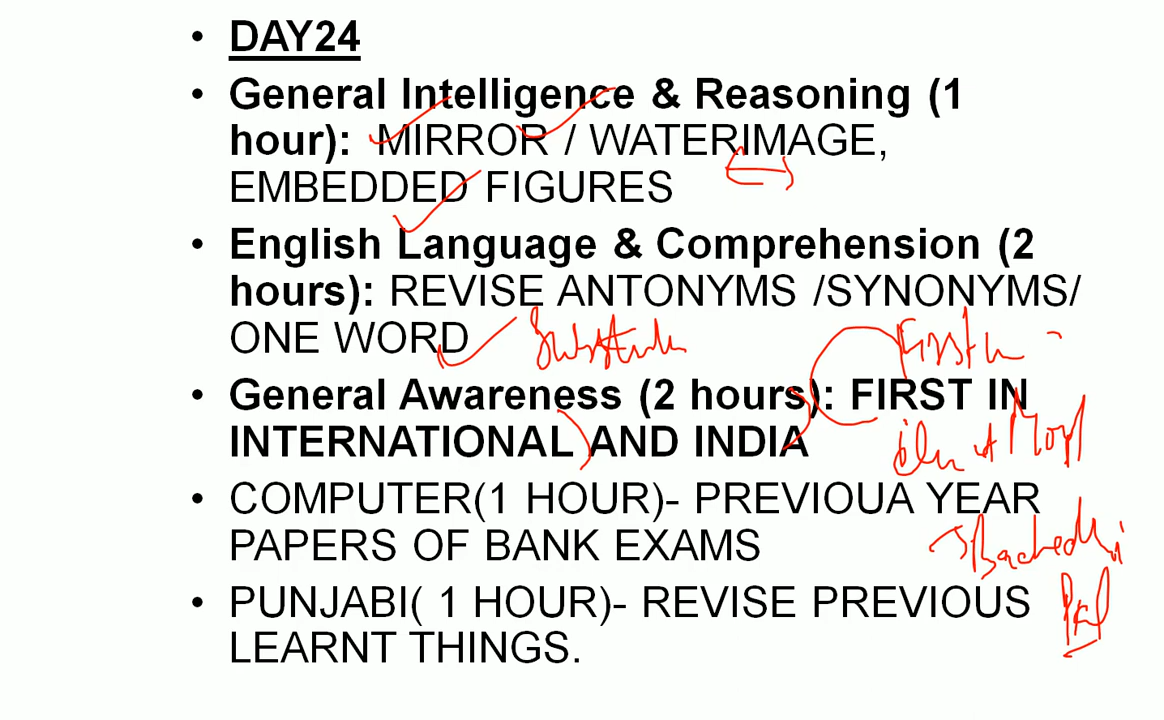 • DAY24
• General Intelligence & Reasoning (1
hour): MIRROR / WATERIMAGE,
EMBEDDED FIGURES
• English Language & Comprehension (2
hours): REVISE ANTONYMS /SYNONYMS/
ONE WORD
• General Awareness (2 hours): FIRST IN
INTERNATIONAL AND INDIA
• COMPUTER(1 HOUR)- PREVIOUA YEAR
PAPERS OF BANK EXAMS
• PUNJABI( 1 HOUR)- REVISE PREVIOUS
LEARNT THINGS.